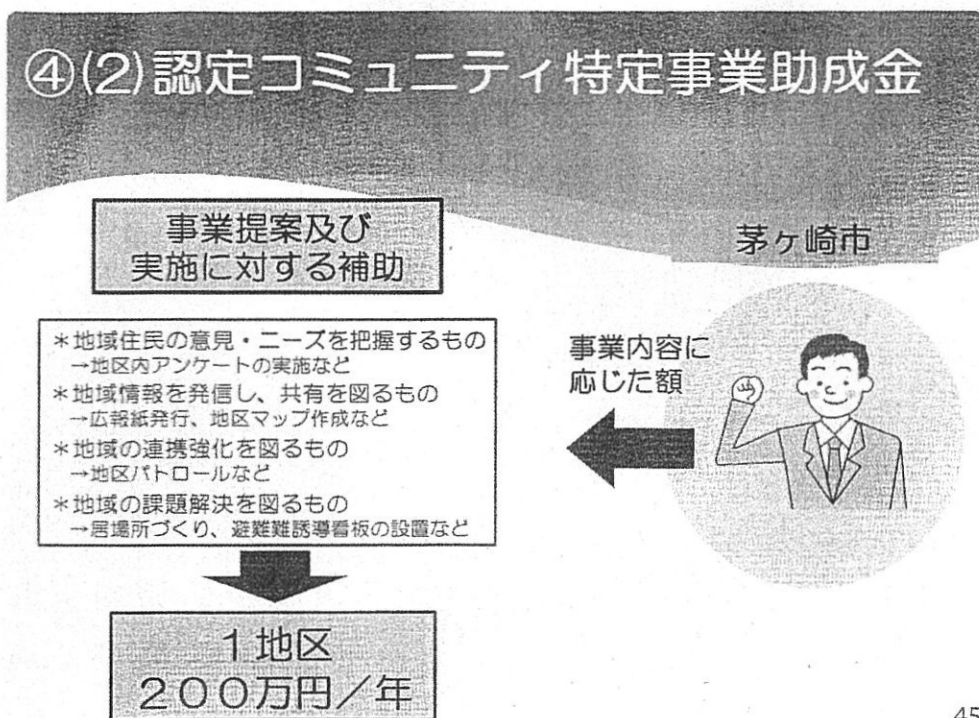 ④(2)認定コミュニティ特定事業助成金
事業提案及び
実施に対する補助
茅ヶ崎市
＊地域住民の意見・ニーズを把握するもの
→地区内アンケートの実施など
＊地域情報を発信し、共有を図るもの
→広報紙発行、地区マップ作成など
＊地域の連携強化を図るもの
→地区パトロールなど
＊地域の課題解決を図るもの
→居場所づくり、避難難誘導看板の設置など
事業内容に
応じた額
１地区
２００万円／年
45